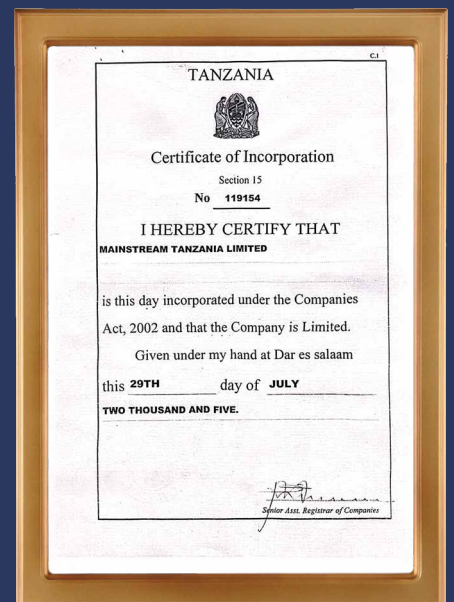 C.1
TANZANIA
Certificate of Incorporation
Section 15
No 119154
I HEREBY CERTIFY THAT
MAINSTREAM TANZANIA LIMITED
is this day incorporated under the Companies
Act, 2002 and that the Company is Limited.
Given under my hand at Dar es salaam
this 29TH day of JULY
TWO THOUSAND AND FIVE.
Senior Asst. Registrar of Companies